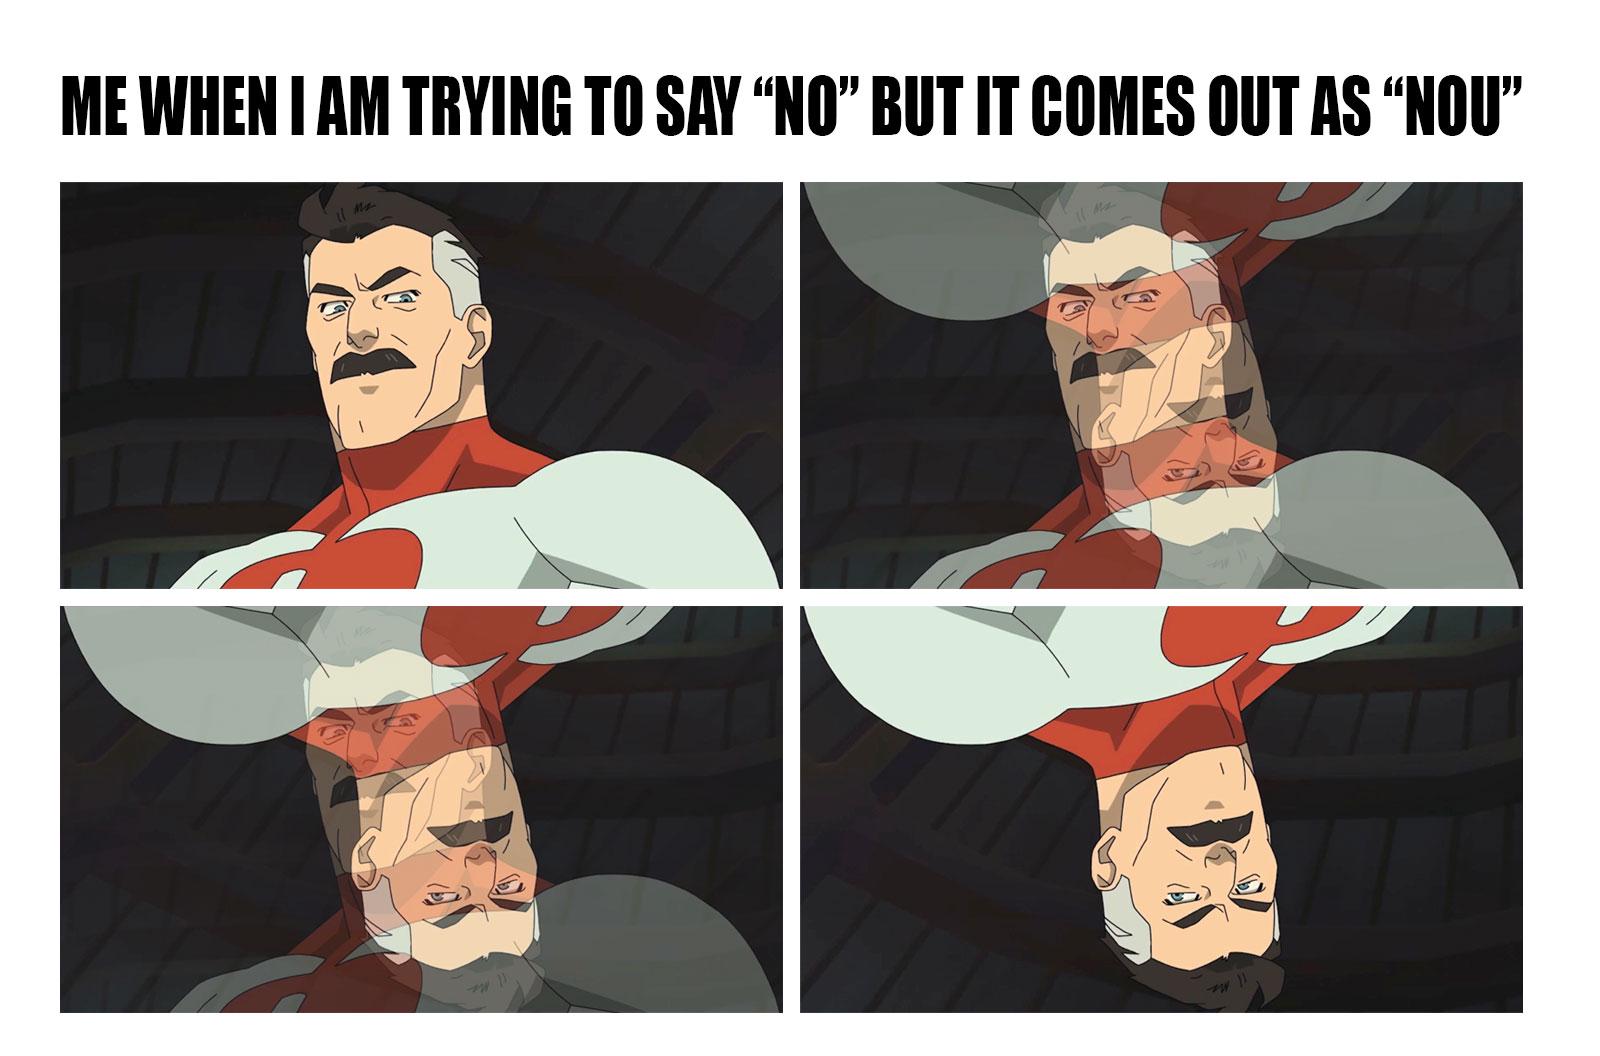 ME WHEN I AM TRYING TO SAY “NO” BUT IT COMES OUT AS “NOU”